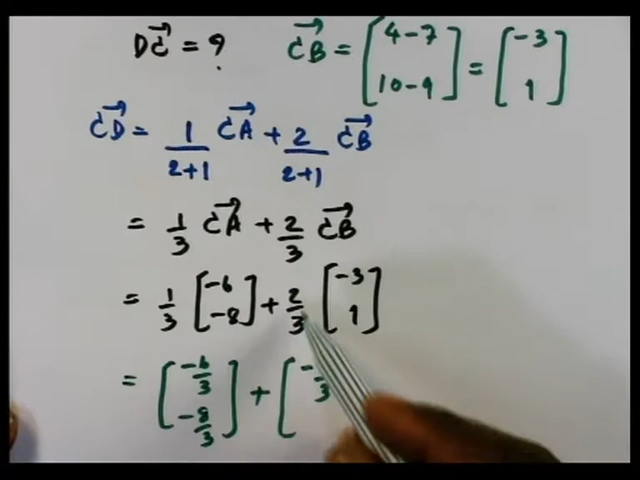 DC⃗ = ? CB⃗ = [4-7 10-9] = [-3 1]
CD⃗ = 1/(2+1) CA⃗ + 2/(2+1) CB⃗
= 1/3 CA⃗ + 2/3 CB⃗
= 1/3 [-6 -8] + 2/3 [-3 1]
= [-6/3 -8/3] + [